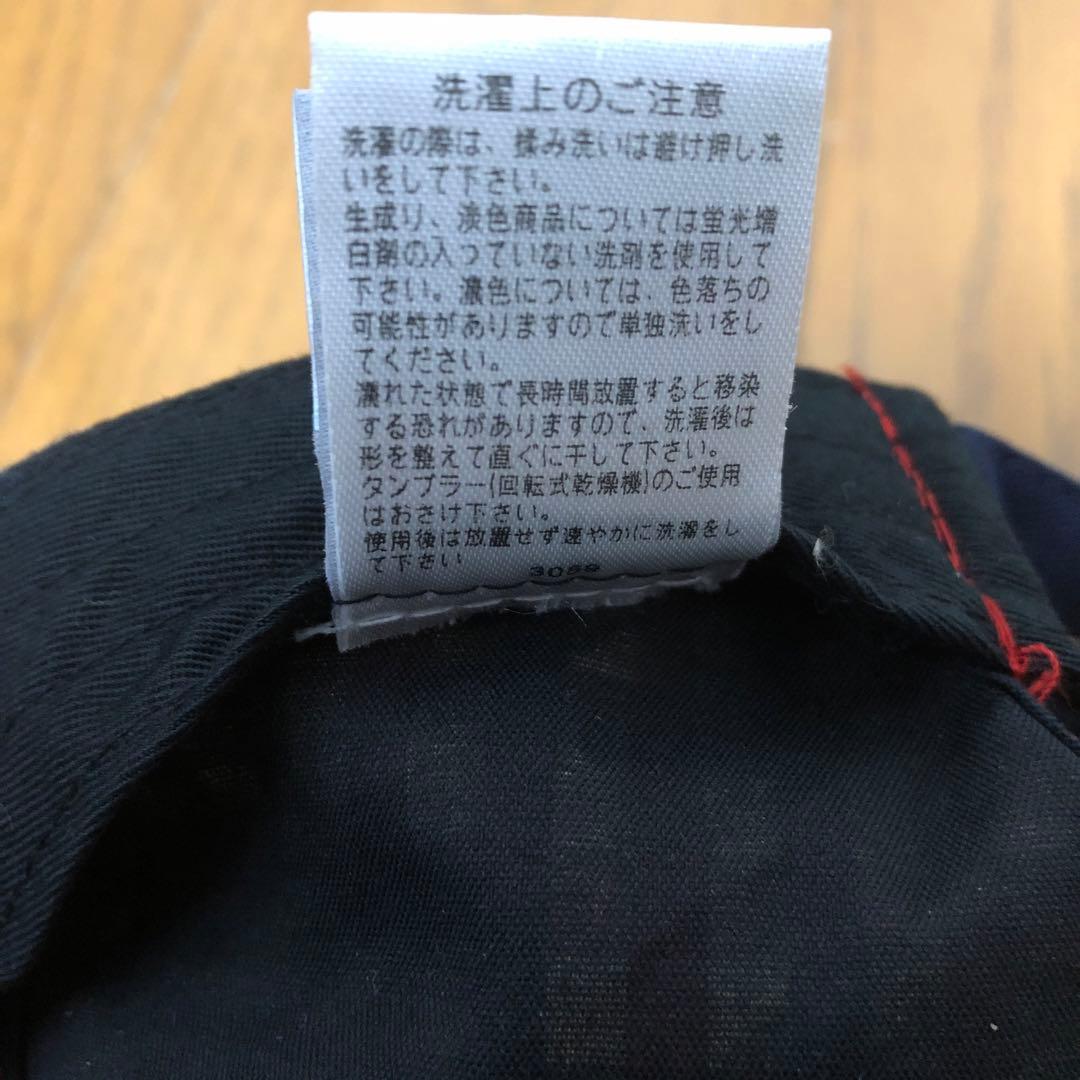 洗濯上のご注意
洗濯の際は、揉み洗いは避け押し洗
いをして下さい。
生成り、淡色商品については蛍光増
白剤の入っていない洗剤を使用して
下さい。濃色については、色落ちの
可能性がありますので単独洗いをし
てください。
濡れた状態で長時間放置すると移染
する恐れがありますので、洗濯後は
形を整えて直ぐに干して下さい。
タンブラー(回転式乾燥機)のご使用
はおさけ下さい。
使用後は放置せず速やかに洗濯をし
て下さい